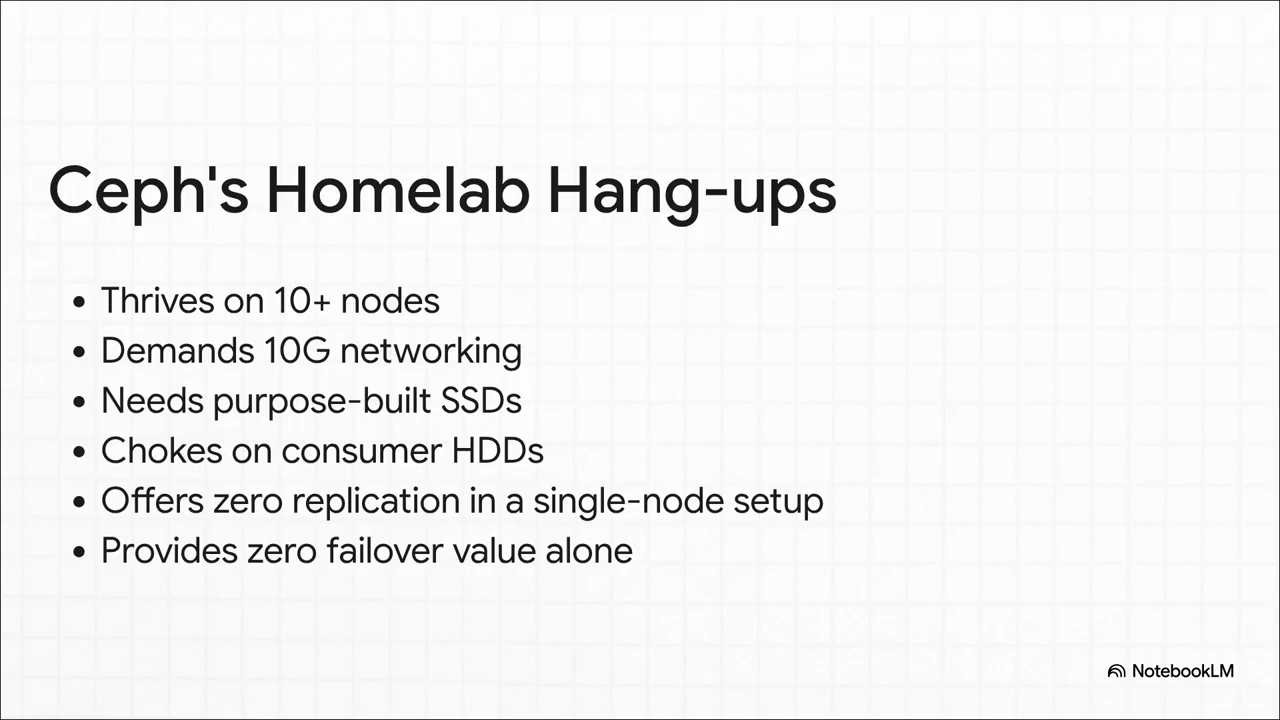 Ceph's Homelab Hang-ups
• Thrives on 10+ nodes
• Demands 10G networking
• Needs purpose-built SSDs
• Chokes on consumer HDDs
• Offers zero replication in a single-node setup
• Provides zero failover value alone
NotebookLM